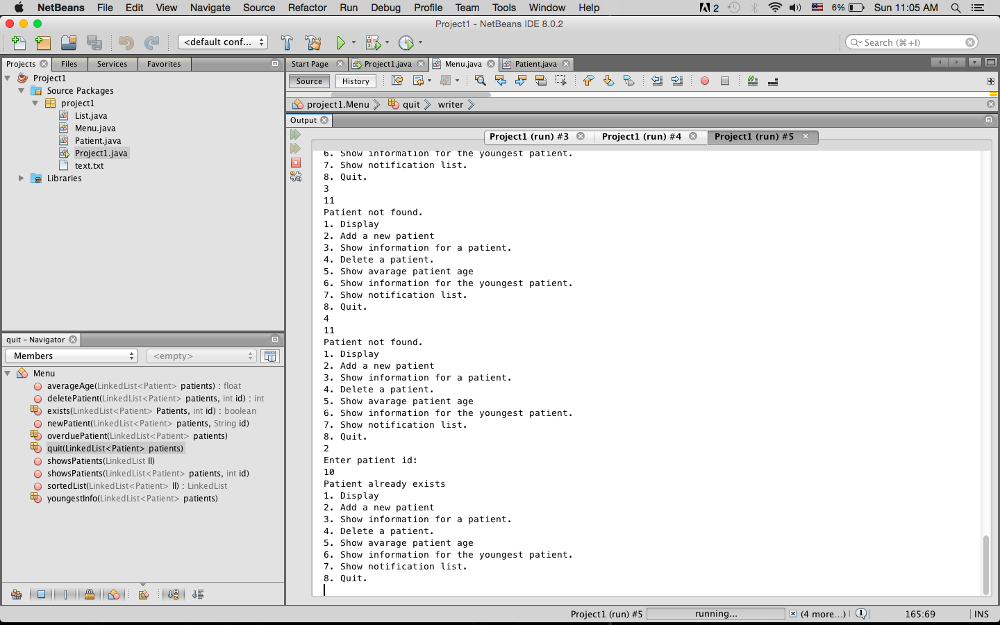 NetBeans File Edit View Navigate Source Refactor Run Debug Profile Team Tools Window Help 2 6% Sun 11:05 AM
Project1 - NetBeans IDE 8.0.2
<default conf... Search (⌘+I)
Projects Files Services Favorites
Start Page Project1.java Menu.java Patient.java
Source History
project1.Menu quit writer
Project1
Source Packages
project1
List.java
Menu.java
Patient.java
Project1.java
text.txt
Libraries
quit - Navigator
Members <empty>
Menu
averageAge(LinkedList<Patient> patients) : float
deletePatient(LinkedList<Patient> patients, int id) : int
exists(LinkedList<Patient> Patients, int id) : boolean
newPatient(LinkedList<Patient> patients, String id)
overduePatient(LinkedList<Patient> patients)
quit(LinkedList<Patient> patients)
showsPatients(LinkedList ll)
showsPatients(LinkedList<Patient> patients, int id)
sortedList(LinkedList<Patient> ll) : LinkedList
youngestInfo(LinkedList<Patient> patients)
Output
Project1 (run) #3 Project1 (run) #4 Project1 (run) #5
6. Show information for the youngest patient.
7. Show notification list.
8. Quit.
3
11
Patient not found.
1. Display
2. Add a new patient
3. Show information for a patient.
4. Delete a patient.
5. Show avarage patient age
6. Show information for the youngest patient.
7. Show notification list.
8. Quit.
4
11
Patient not found.
1. Display
2. Add a new patient
3. Show information for a patient.
4. Delete a patient.
5. Show avarage patient age
6. Show information for the youngest patient.
7. Show notification list.
8. Quit.
2
Enter patient id:
10
Patient already exists
1. Display
2. Add a new patient
3. Show information for a patient.
4. Delete a patient.
5. Show avarage patient age
6. Show information for the youngest patient.
7. Show notification list.
8. Quit.
Project1 (run) #5 running... (4 more...) 165:69 INS